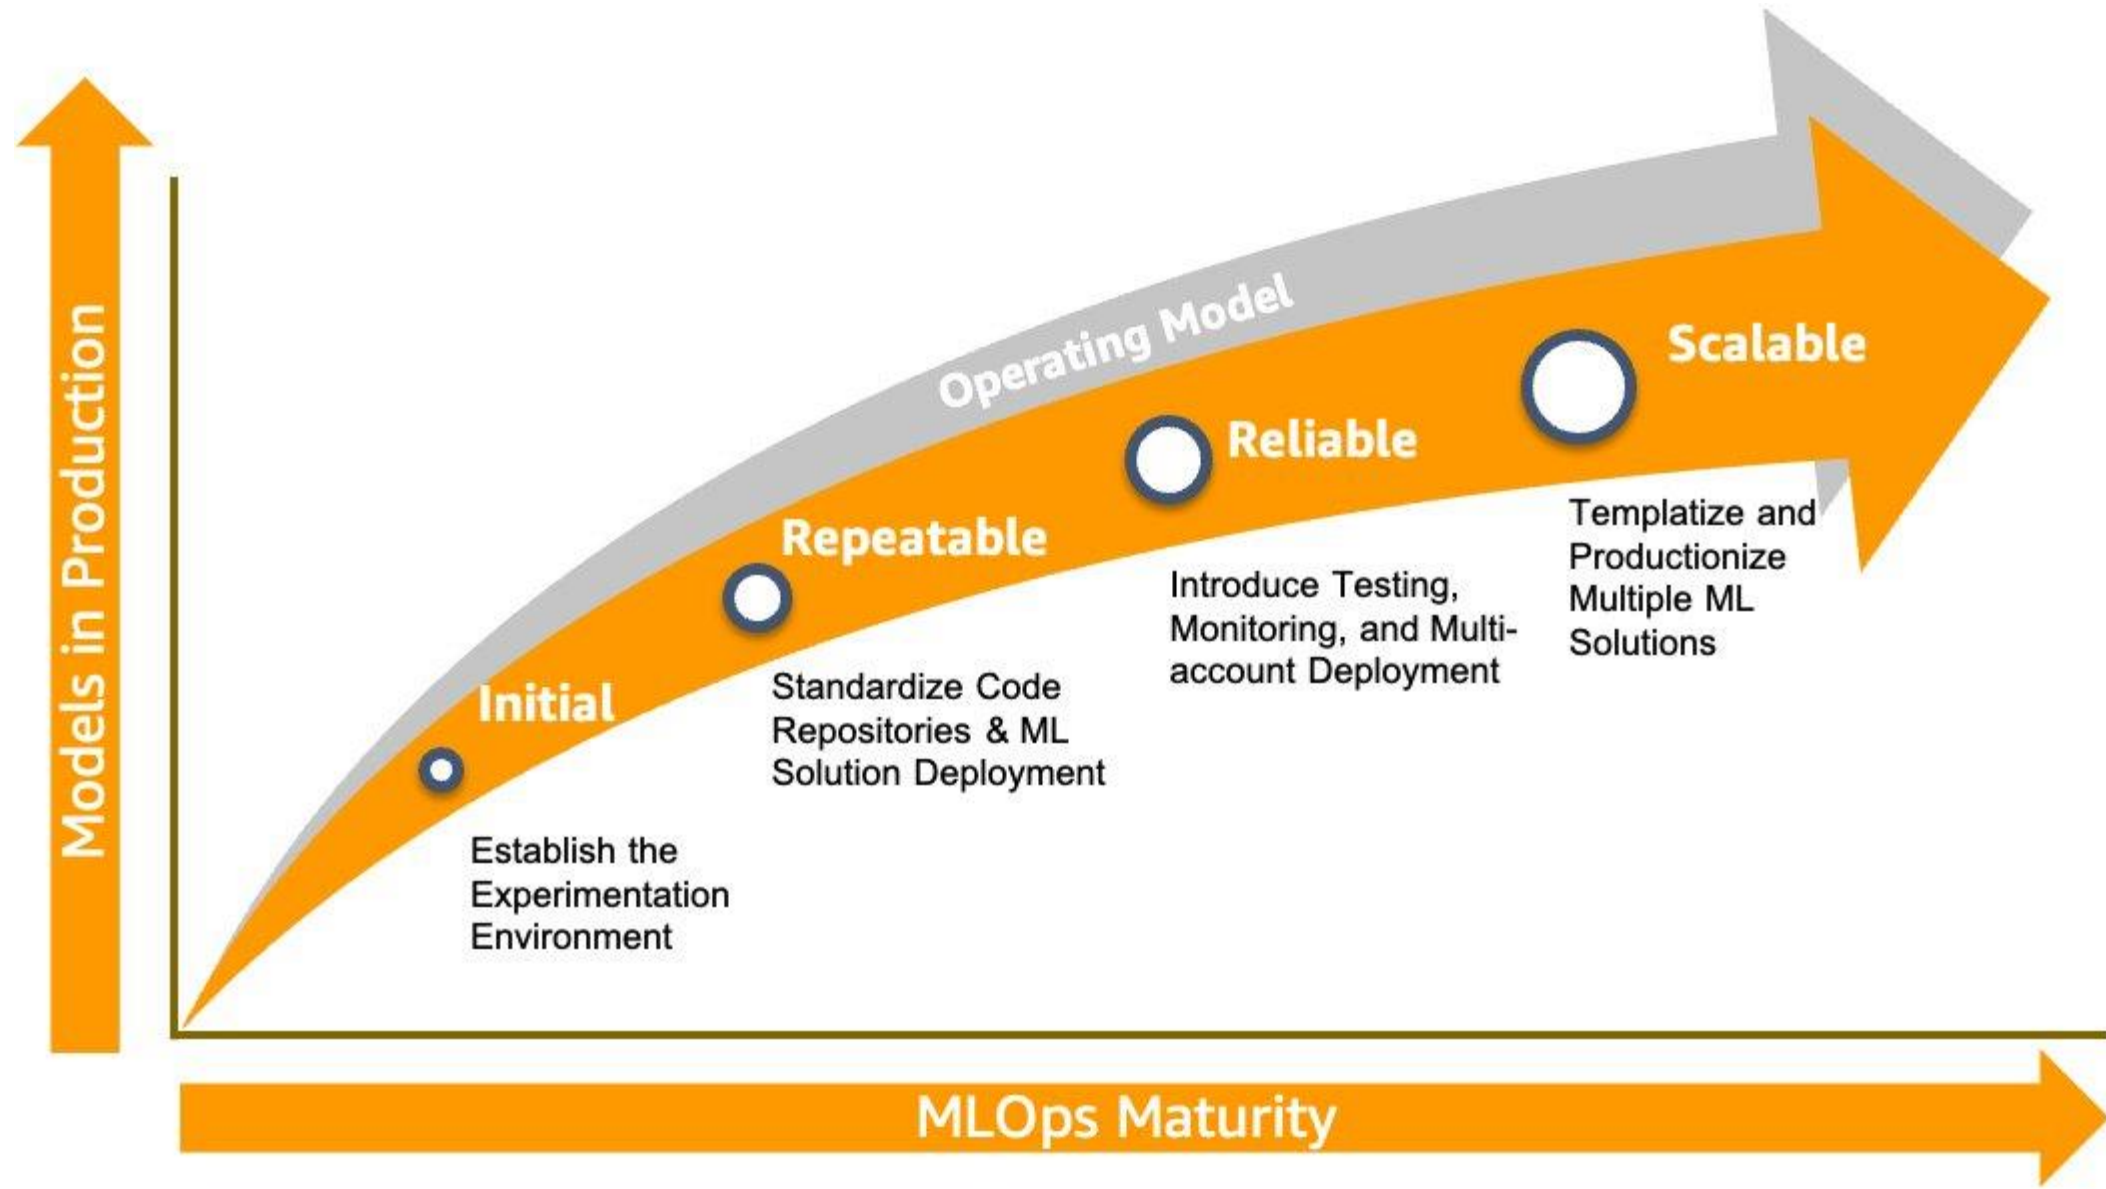 Models in Production
Operating Model
Scalable
Reliable
Repeatable
Initial
Templatize and
Productionize
Multiple ML
Solutions
Introduce Testing,
Monitoring, and Multi-
account Deployment
Standardize Code
Repositories & ML
Solution Deployment
Establish the
Experimentation
Environment
MLOps Maturity